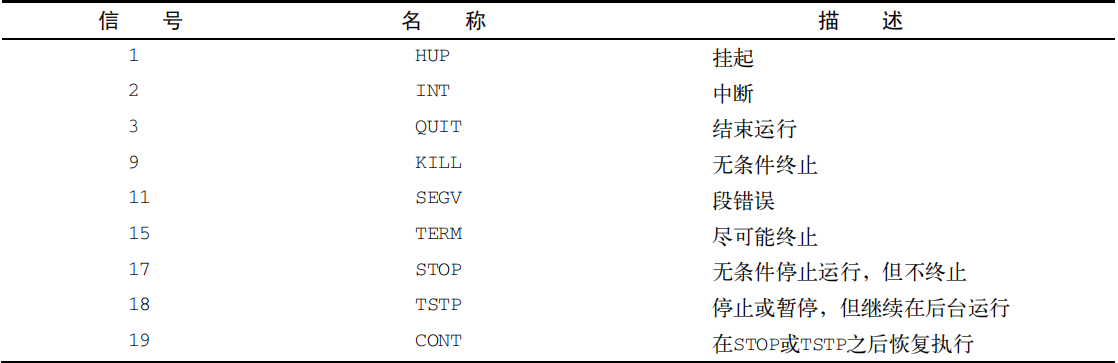 信 号 名 称 描 述
1 HUP 挂起
2 INT 中断
3 QUIT 结束运行
9 KILL 无条件终止
11 SEGV 段错误
15 TERM 尽可能终止
17 STOP 无条件停止运行，但不终止
18 TSTP 停止或暂停，但继续在后台运行
19 CONT 在STOP或TSTP之后恢复执行